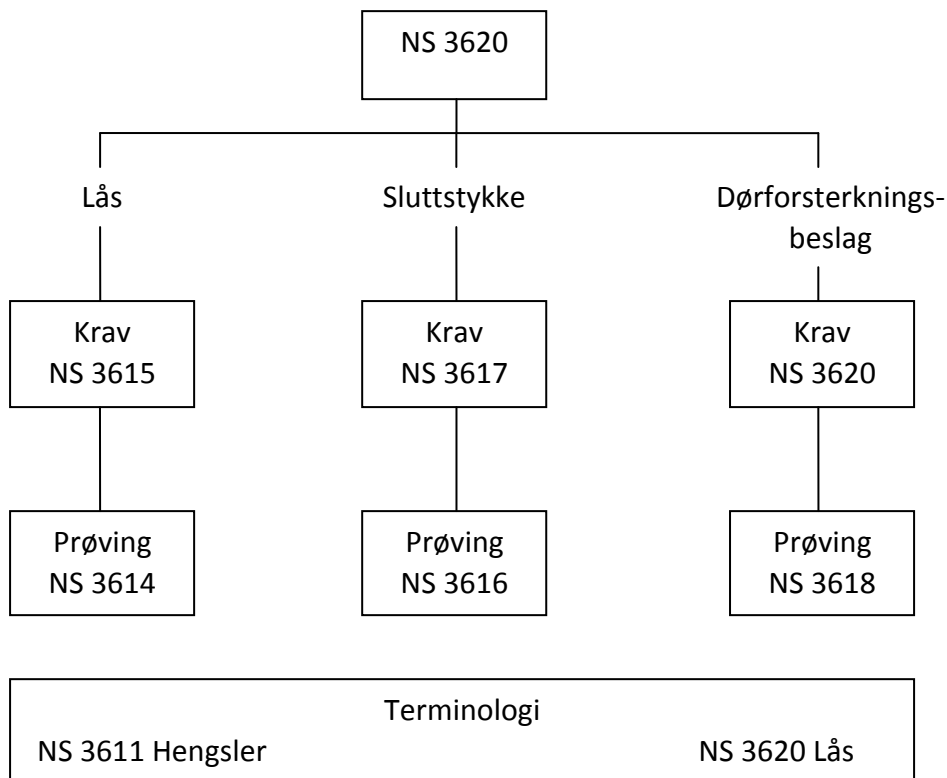 NS 3620
Lås
Sluttstykke
Dørforsterknings-
beslag
Krav
NS 3615
Krav
NS 3617
Krav
NS 3620
Prøving
NS 3614
Prøving
NS 3616
Prøving
NS 3618
Terminologi
NS 3611 Hengsler NS 3620 Lås